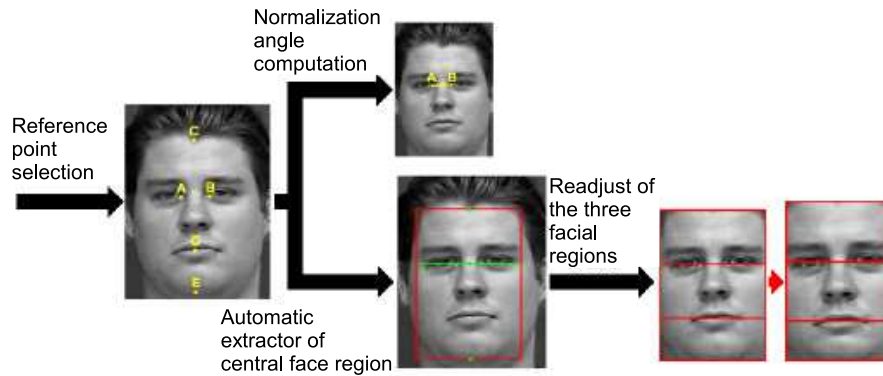 Normalization
angle
computation
A B
Reference
point
selection
C
A B
D
E
Readjust of
the three
facial
regions
Automatic
extractor of
central face region